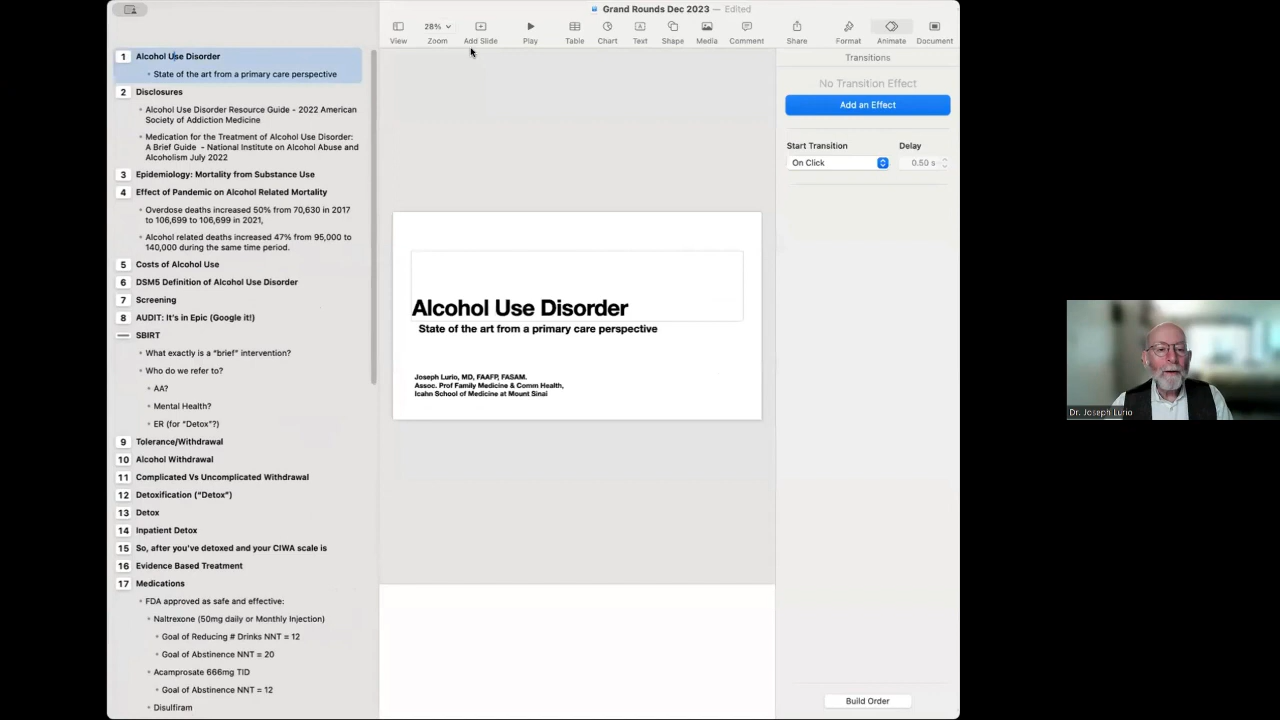 Grand Rounds Dec 2023 — Edited
28%
View
Zoom
Add Slide
Play
Table
Chart
Text
Shape
Media
Comment
Share
Format
Animate
Document
1 Alcohol Use Disorder
• State of the art from a primary care perspective
2 Disclosures
• Alcohol Use Disorder Resource Guide - 2022 American
Society of Addiction Medicine
• Medication for the Treatment of Alcohol Use Disorder:
A Brief Guide - National Institute on Alcohol Abuse and
Alcoholism July 2022
3 Epidemiology: Mortality from Substance Use
4 Effect of Pandemic on Alcohol Related Mortality
• Overdose deaths increased 50% from 70,630 in 2017
to 106,699 to 106,699 in 2021,
• Alcohol related deaths increased 47% from 95,000 to
140,000 during the same time period.
5 Costs of Alcohol Use
6 DSM5 Definition of Alcohol Use Disorder
7 Screening
8 AUDIT: It's in Epic (Google it!)
— SBIRT
• What exactly is a “brief” intervention?
• Who do we refer to?
• AA?
• Mental Health?
• ER (for “Detox”?)
9 Tolerance/Withdrawal
10 Alcohol Withdrawal
11 Complicated Vs Uncomplicated Withdrawal
12 Detoxification (“Detox”)
13 Detox
14 Inpatient Detox
15 So, after you've detoxed and your CIWA scale is
16 Evidence Based Treatment
17 Medications
• FDA approved as safe and effective:
• Naltrexone (50mg daily or Monthly Injection)
• Goal of Reducing # Drinks NNT = 12
• Goal of Abstinence NNT = 20
• Acamprosate 666mg TID
• Goal of Abstinence NNT = 12
• Disulfiram
Alcohol Use Disorder
State of the art from a primary care perspective
Joseph Lurio, MD, FAAFP, FASAM.
Assoc. Prof Family Medicine & Comm Health,
Icahn School of Medicine at Mount Sinai
Transitions
No Transition Effect
Add an Effect
Start Transition
Delay
On Click
0.50 s
Build Order
Dr. Joseph Lurio